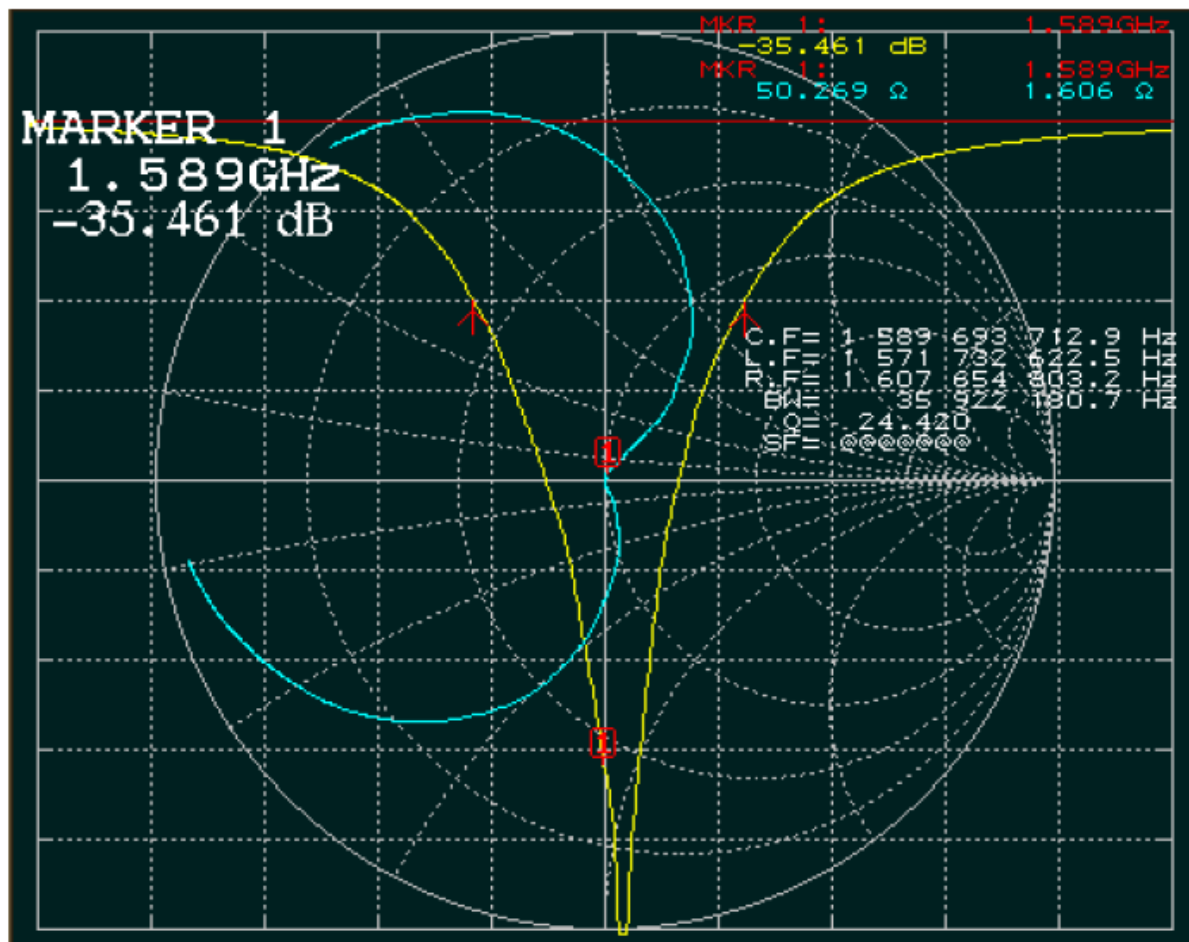 MKR 1: 1.589GHz
-35.461 dB
MKR 1: 1.589GHz
50.269 Ω 1.606 Ω
MARKER 1
1.589GHz
-35.461 dB
C.F= 1 589 693 712.9 Hz
L.F= 1 571 732 622.5 Hz
R.F= 1 607 654 803.2 Hz
BW= 35 922 180.7 Hz
Q= 24.420
SF= @@@@@@@
1
1